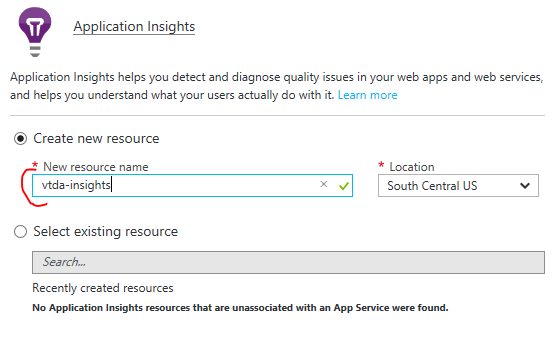 Application Insights
Application Insights helps you detect and diagnose quality issues in your web apps and web services,
and helps you understand what your users actually do with it. Learn more
Create new resource
* New resource name
* Location
vtda-insights
South Central US
Select existing resource
Search...
Recently created resources
No Application Insights resources that are unassociated with an App Service were found.